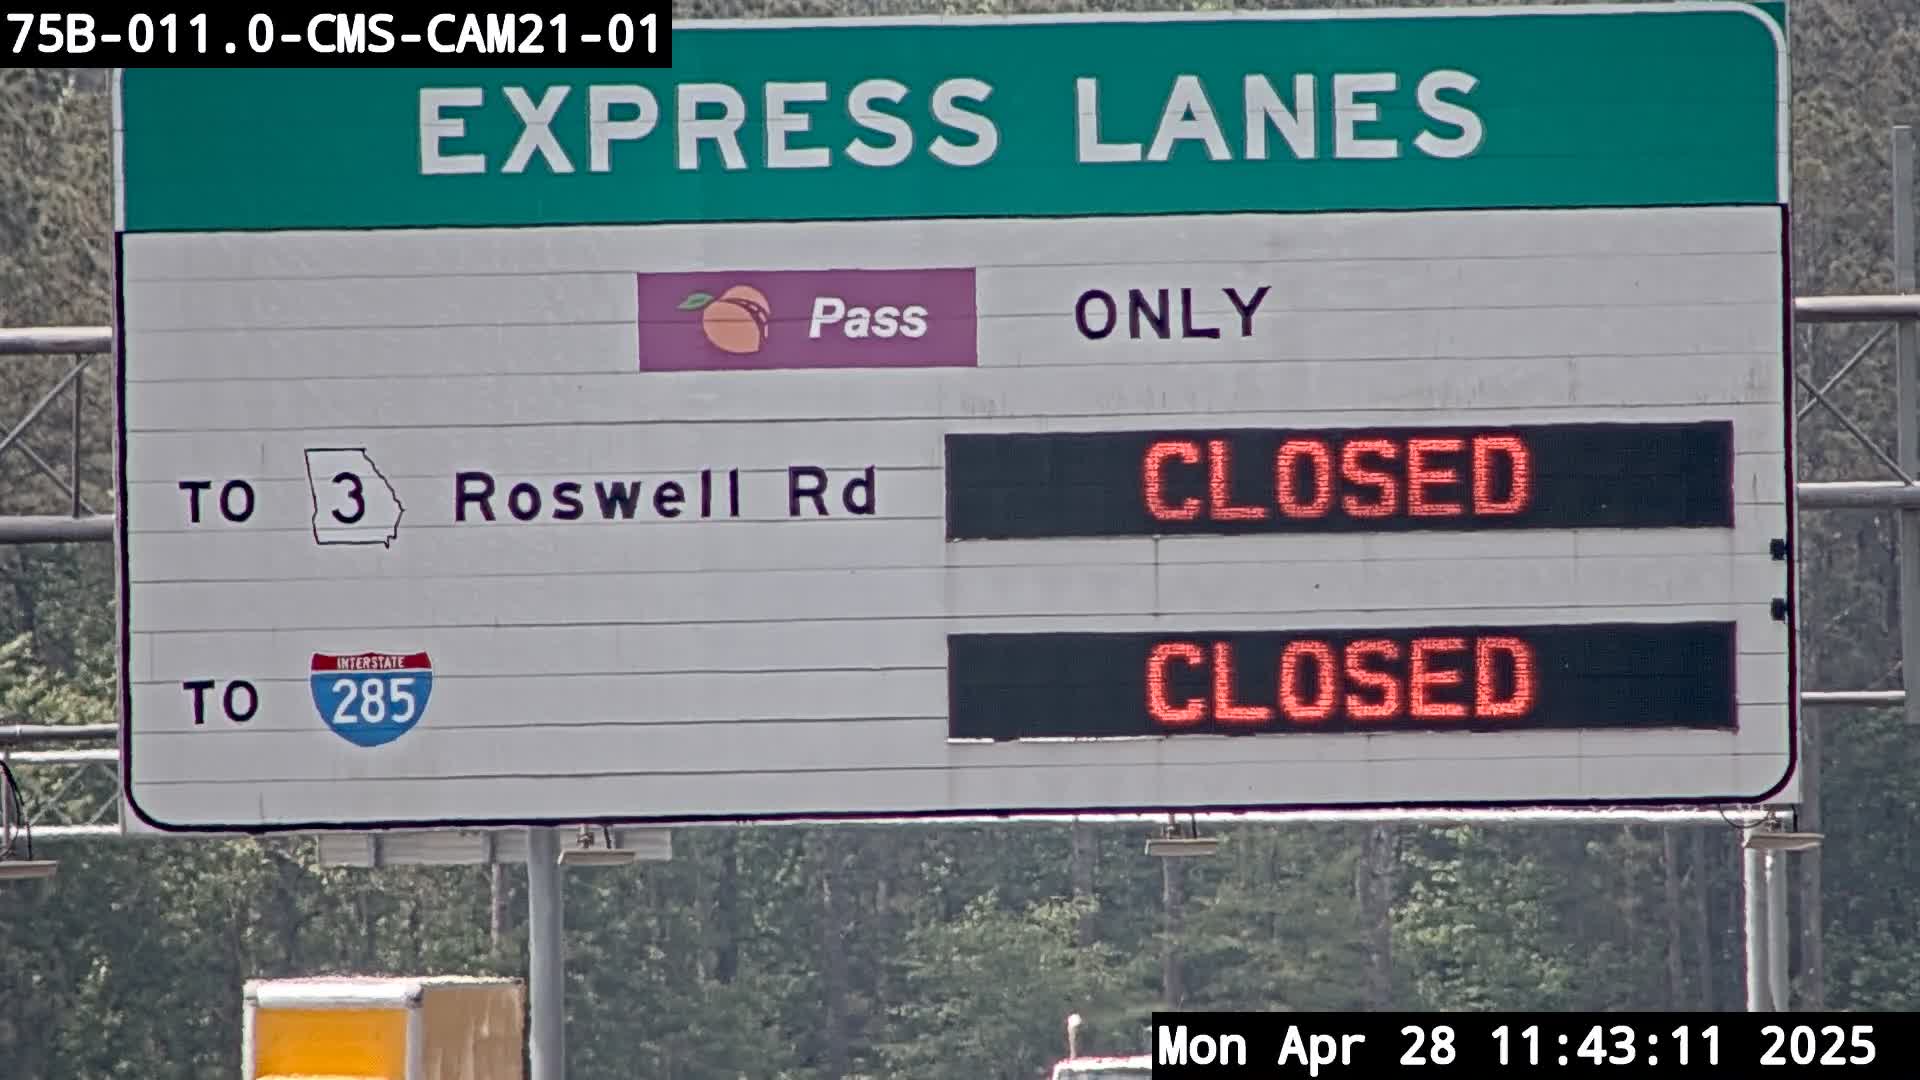 75B-011.0-CMS-CAM21-01
EXPRESS LANES
Pass ONLY
TO 3 Roswell Rd CLOSED
INTERSTATE
TO 285 CLOSED
Mon Apr 28 11:43:11 2025